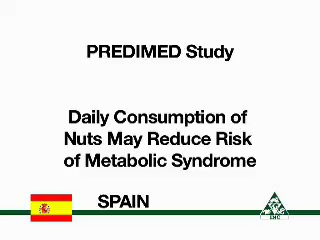 PREDIMED Study
Daily Consumption of
Nuts May Reduce Risk
of Metabolic Syndrome
SPAIN